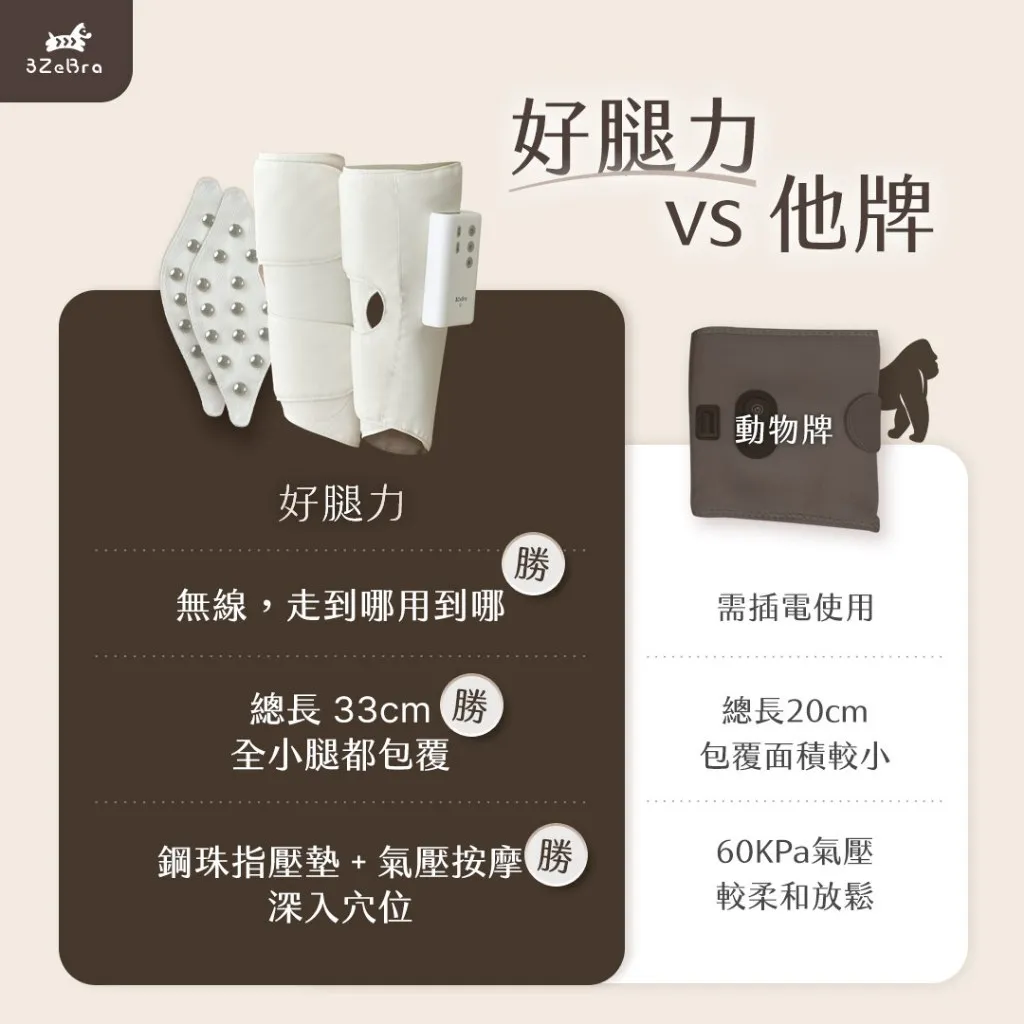 3ZeBra
好腿力
vs 他牌
動物牌
好腿力
勝
無線，走到哪用到哪
需插電使用
總長 33cm
勝
全小腿都包覆
總長20cm
包覆面積較小
鋼珠指壓墊 + 氣壓按摩
勝
深入穴位
60KPa氣壓
較柔和放鬆